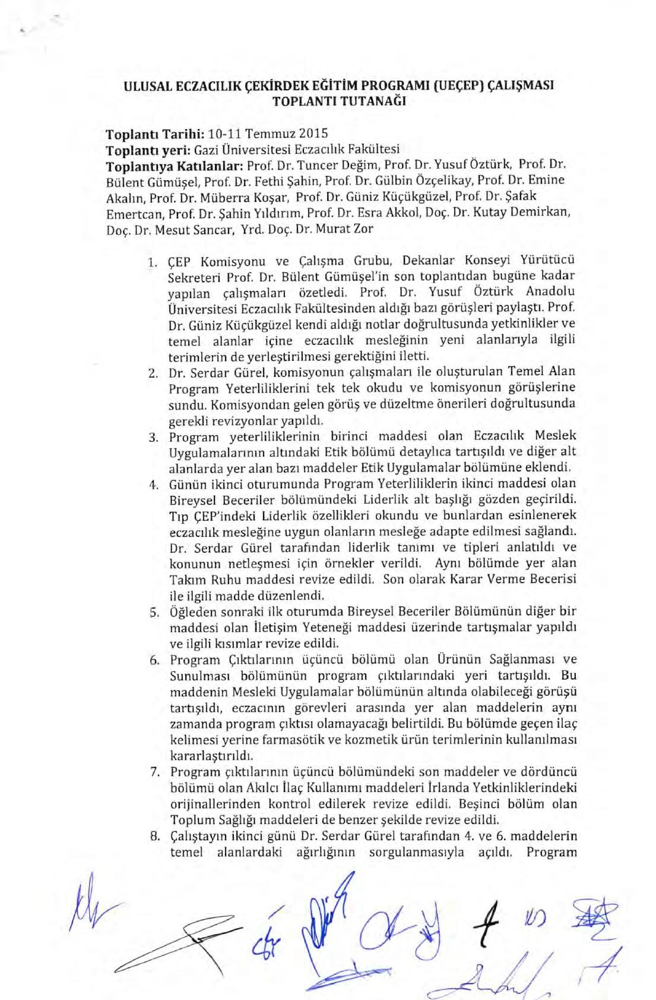 ULUSAL ECZACILIK ÇEKİRDEK EĞİTİM PROGRAMI (UEÇEP) ÇALIŞMASI
TOPLANTI TUTANAĞI
Toplantı Tarihi: 10-11 Temmuz 2015
Toplantı yeri: Gazi Üniversitesi Eczacılık Fakültesi
Toplantıya Katılanlar: Prof. Dr. Tuncer Değim, Prof. Dr. Yusuf Öztürk, Prof. Dr.
Bülent Gümüşel, Prof. Dr. Fethi Şahin, Prof. Dr. Gülbin Özçelikay, Prof. Dr. Emine
Akalın, Prof. Dr. Müberra Koşar, Prof. Dr. Güniz Küçükgüzel, Prof. Dr. Şafak
Emertcan, Prof. Dr. Şahin Yıldırım, Prof. Dr. Esra Akkol, Doç. Dr. Kutay Demirkan,
Doç. Dr. Mesut Sancar, Yrd. Doç. Dr. Murat Zor
1. ÇEP Komisyonu ve Çalışma Grubu, Dekanlar Konseyi Yürütücü
Sekreteri Prof. Dr. Bülent Gümüşel'in son toplantıdan bugüne kadar
yapılan çalışmaları özetledi. Prof. Dr. Yusuf Öztürk Anadolu
Üniversitesi Eczacılık Fakültesinden aldığı bazı görüşleri paylaştı. Prof.
Dr. Güniz Küçükgüzel kendi aldığı notlar doğrultusunda yetkinlikler ve
temel alanlar içine eczacılık mesleğinin yeni alanlarıyla ilgili
terimlerin de yerleştirilmesi gerektiğini iletti.
2. Dr. Serdar Gürel, komisyonun çalışmaları ile oluşturulan Temel Alan
Program Yeterliliklerini tek tek okudu ve komisyonun görüşlerine
sundu. Komisyondan gelen görüş ve düzeltme önerileri doğrultusunda
gerekli revizyonlar yapıldı.
3. Program yeterliliklerinin birinci maddesi olan Eczacılık Meslek
Uygulamalarının altındaki Etik bölümü detaylıca tartışıldı ve diğer alt
alanlarda yer alan bazı maddeler Etik Uygulamalar bölümüne eklendi.
4. Günün ikinci oturumunda Program Yeterliliklerin ikinci maddesi olan
Bireysel Beceriler bölümündeki Liderlik alt başlığı gözden geçirildi.
Tıp ÇEP'indeki Liderlik özellikleri okundu ve bunlardan esinlenerek
eczacılık mesleğine uygun olanların mesleğe adapte edilmesi sağlandı.
Dr. Serdar Gürel tarafından liderlik tanımı ve tipleri anlatıldı ve
konunun netleşmesi için örnekler verildi. Aynı bölümde yer alan
Takım Ruhu maddesi revize edildi. Son olarak Karar Verme Becerisi
ile ilgili madde düzenlendi.
5. Öğleden sonraki ilk oturumda Bireysel Beceriler Bölümünün diğer bir
maddesi olan İletişim Yeteneği maddesi üzerinde tartışmalar yapıldı
ve ilgili kısımlar revize edildi.
6. Program Çıktılarının üçüncü bölümü olan Ürünün Sağlanması ve
Sunulması bölümünün program çıktılarındaki yeri tartışıldı. Bu
maddenin Mesleki Uygulamalar bölümünün altında olabileceği görüşü
tartışıldı, eczacının görevleri arasında yer alan maddelerin aynı
zamanda program çıktısı olamayacağı belirtildi. Bu bölümde geçen ilaç
kelimesi yerine farmasötik ve kozmetik ürün terimlerinin kullanılması
kararlaştırıldı.
7. Program çıktılarının üçüncü bölümündeki son maddeler ve dördüncü
bölümü olan Akılcı İlaç Kullanımı maddeleri İrlanda Yetkinliklerindeki
orijinallerinden kontrol edilerek revize edildi. Beşinci bölüm olan
Toplum Sağlığı maddeleri de benzer şekilde revize edildi.
8. Çalıştayın ikinci günü Dr. Serdar Gürel tarafından 4. ve 6. maddelerin
temel alanlardaki ağırlığının sorgulanmasıyla açıldı. Program